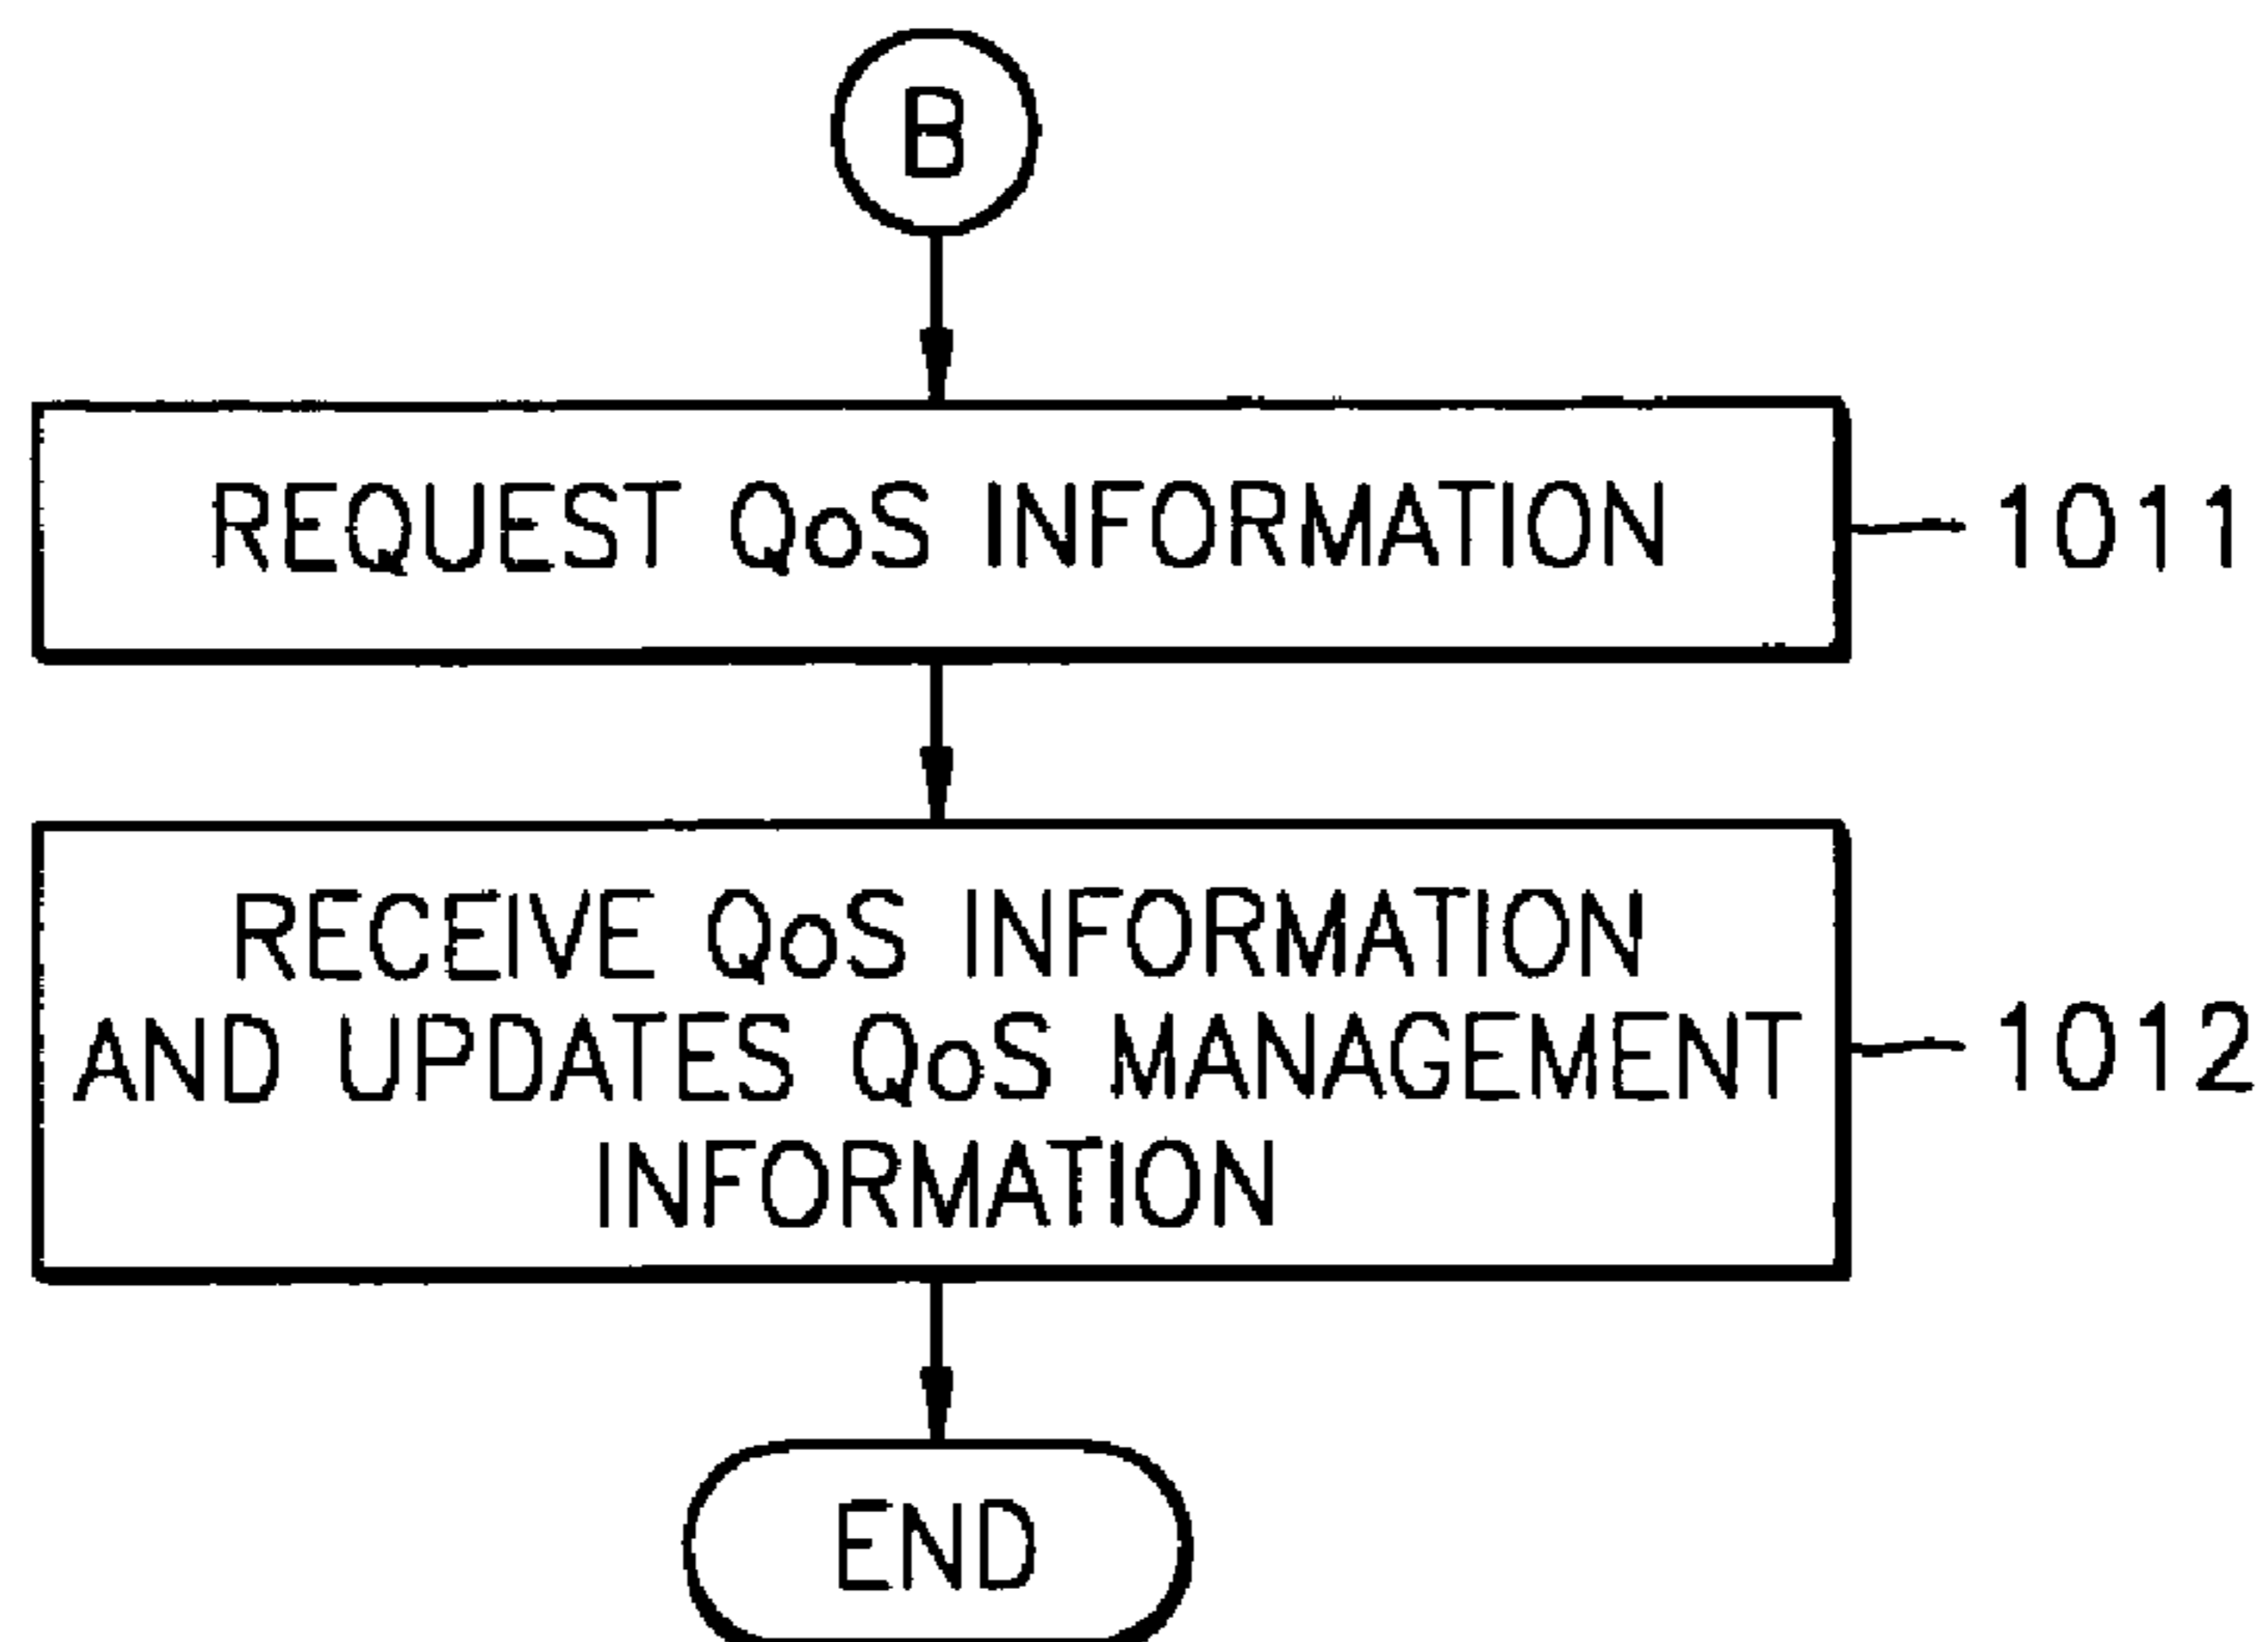 B
REQUEST QoS INFORMATION
1011
RECEIVE QoS INFORMATION
AND UPDATES QoS MANAGEMENT
INFORMATION
1012
END